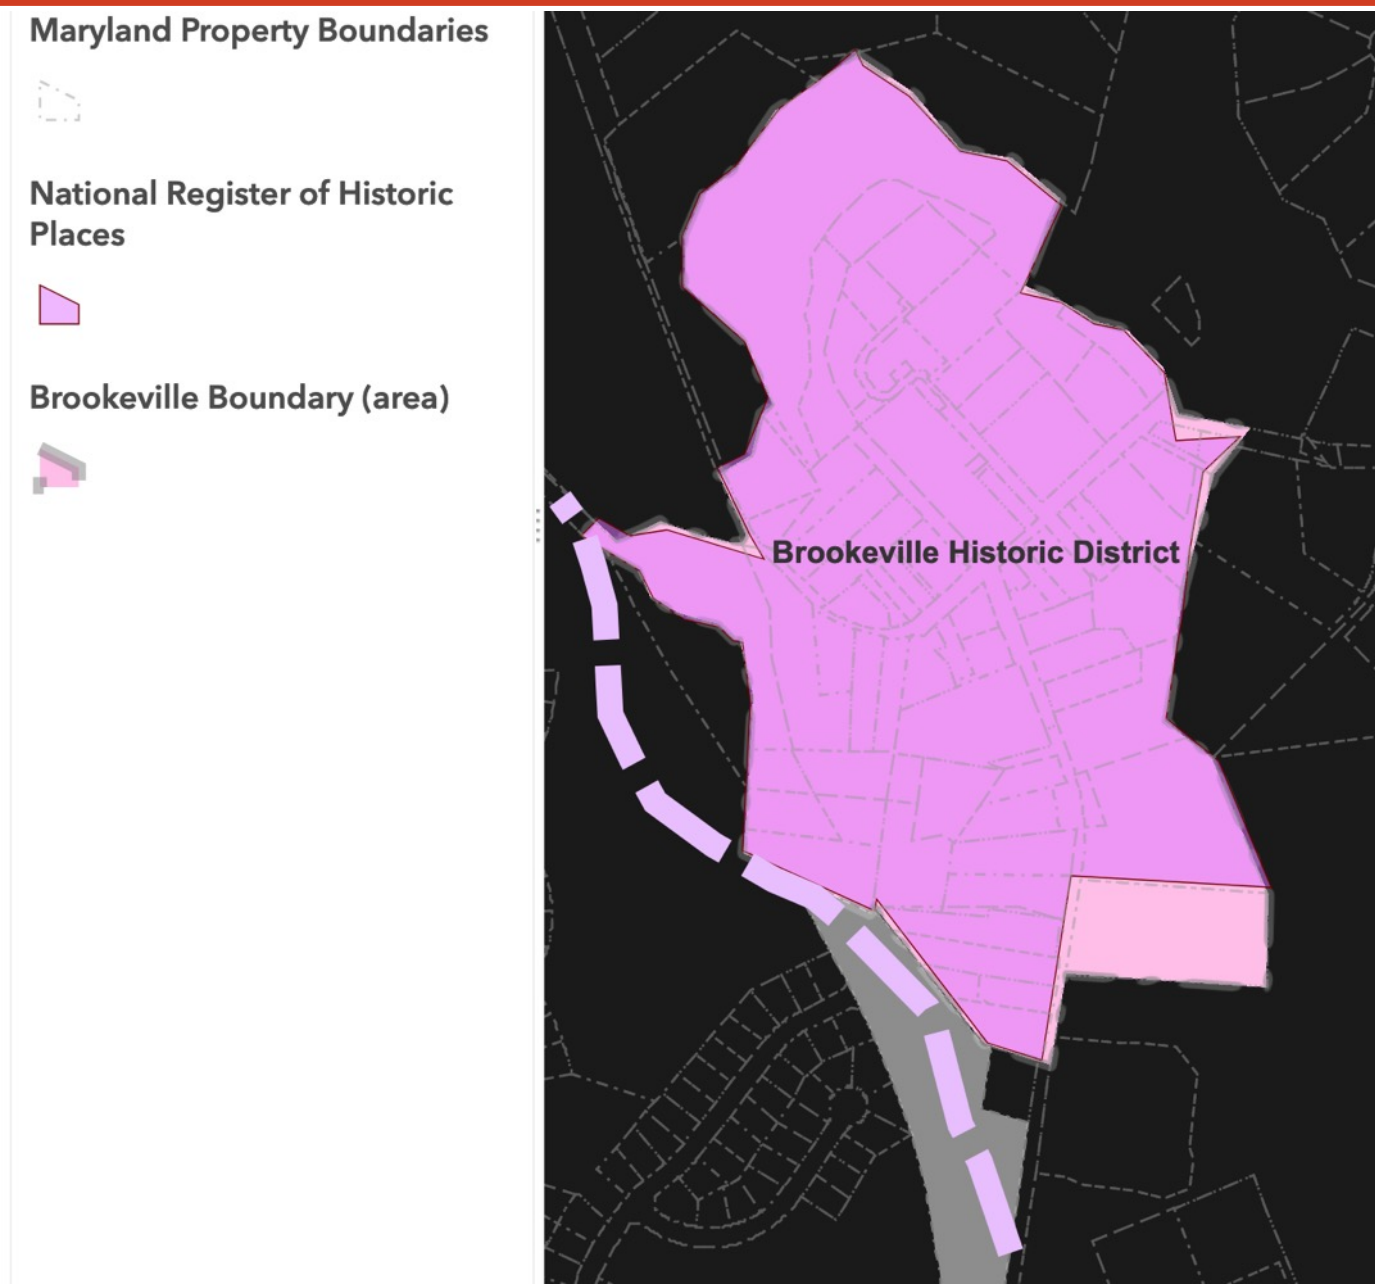 Maryland Property Boundaries
National Register of Historic
Places
Brookeville Boundary (area)
Brookeville Historic District